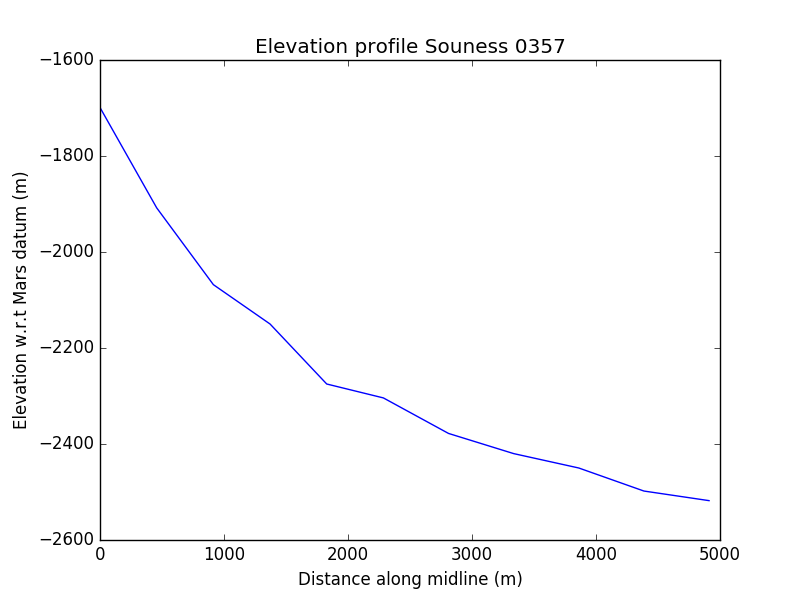 Elevation profile Souness 0357
−1600
−1800
−2000
−2200
−2400
−2600
Elevation w.r.t Mars datum (m)
0 1000 2000 3000 4000 5000
Distance along midline (m)